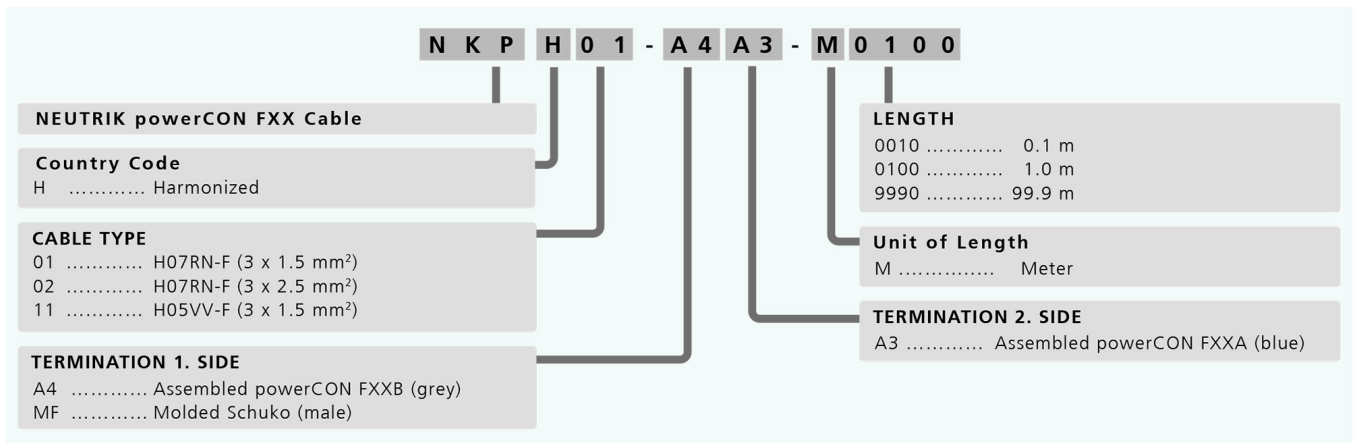 N K P H 0 1 - A 4 A 3 - M 0 1 0 0
NEUTRIK powerCON FXX Cable
Country Code
H ............ Harmonized
CABLE TYPE
01 ............ H07RN-F (3 x 1.5 mm²)
02 ............ H07RN-F (3 x 2.5 mm²)
11 ............ H05VV-F (3 x 1.5 mm²)
TERMINATION 1. SIDE
A4 ............ Assembled powerCON FXXB (grey)
MF ............ Molded Schuko (male)
LENGTH
0010 ............ 0.1 m
0100 ............ 1.0 m
9990 ............ 99.9 m
Unit of Length
M ............... Meter
TERMINATION 2. SIDE
A3 ............ Assembled powerCON FXXA (blue)